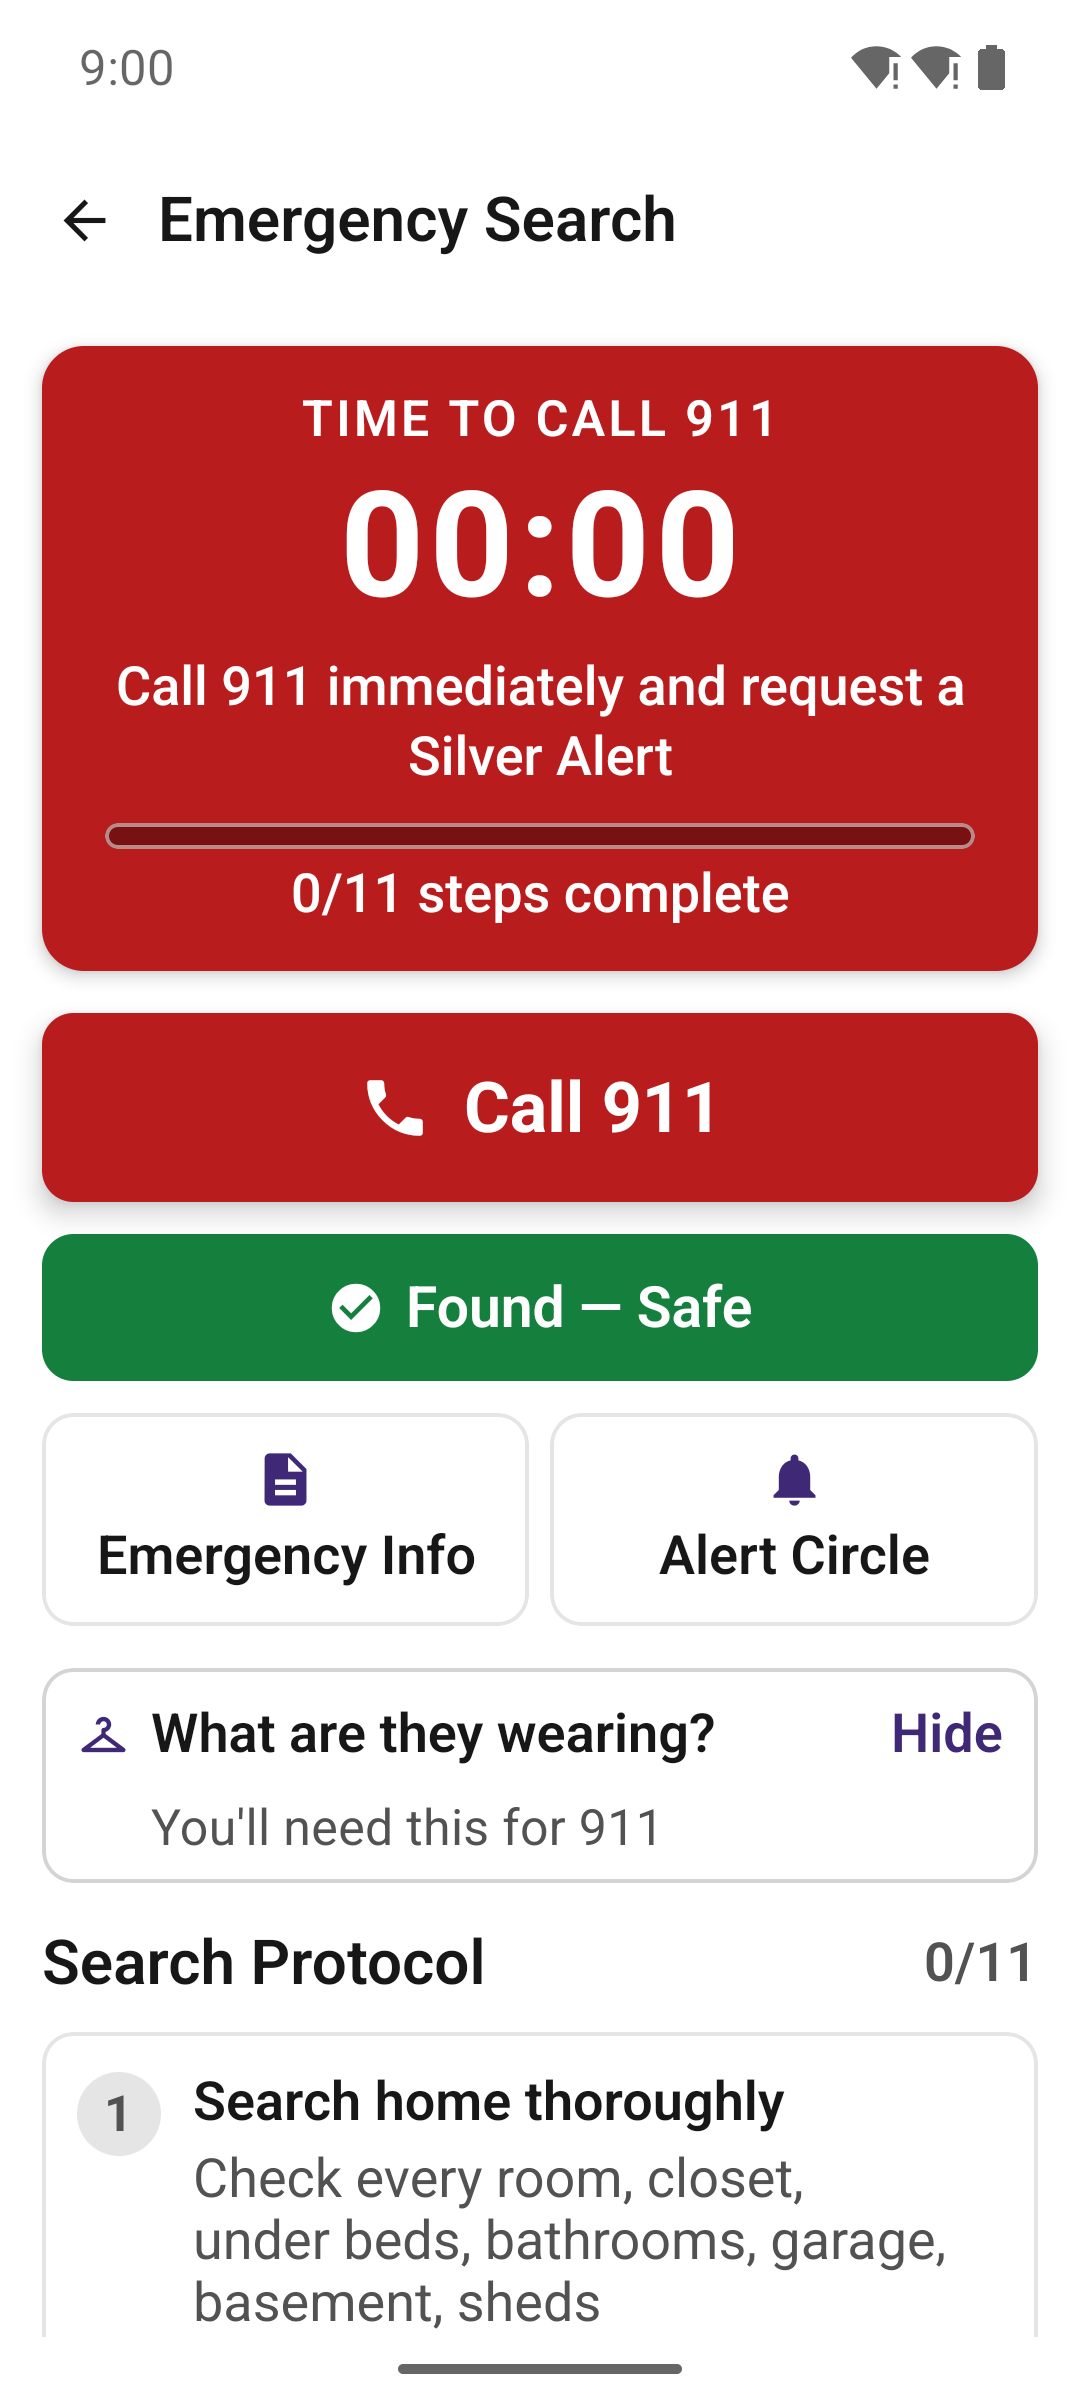 9:00
Emergency Search
TIME TO CALL 911
00:00
Call 911 immediately and request a
Silver Alert
0/11 steps complete
Call 911
Found — Safe
Emergency Info
Alert Circle
What are they wearing?
Hide
You'll need this for 911
Search Protocol
0/11
1
Search home thoroughly
Check every room, closet,
under beds, bathrooms, garage,
basement, sheds